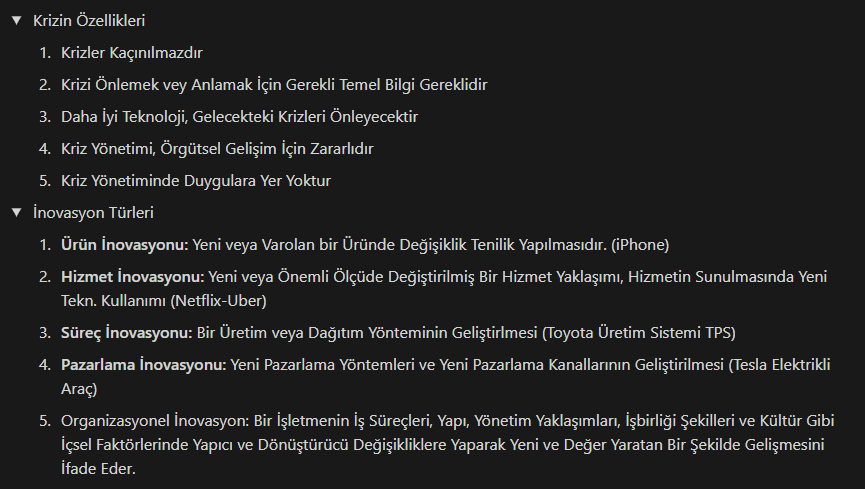 Krizin Özellikleri
1. Krizler Kaçınılmazdır
2. Krizi Önlemek vey Anlamak İçin Gerekli Temel Bilgi Gereklidir
3. Daha İyi Teknoloji, Gelecekteki Krizleri Önleyecektir
4. Kriz Yönetimi, Örgütsel Gelişim İçin Zararlıdır
5. Kriz Yönetiminde Duygulara Yer Yoktur
İnovasyon Türleri
1. Ürün İnovasyonu: Yeni veya Varolan bir Üründe Değişiklik Tenilik Yapılmasıdır. (iPhone)
2. Hizmet İnovasyonu: Yeni veya Önemli Ölçüde Değiştirilmiş Bir Hizmet Yaklaşımı, Hizmetin Sunulmasında Yeni
Tekn. Kullanımı (Netflix-Uber)
3. Süreç İnovasyonu: Bir Üretim veya Dağıtım Yönteminin Geliştirlmesi (Toyota Üretim Sistemi TPS)
4. Pazarlama İnovasyonu: Yeni Pazarlama Yöntemleri ve Yeni Pazarlama Kanallarının Geliştirilmesi (Tesla Elektrikli
Araç)
5. Organizasyonel İnovasyon: Bir İşletmenin İş Süreçleri, Yapı, Yönetim Yaklaşımları, İşbirliği Şekilleri ve Kültür Gibi
İçsel Faktörlerinde Yapıcı ve Dönüştürücü Değişikliklere Yaparak Yeni ve Değer Yaratan Bir Şekilde Gelişmesini
İfade Eder.